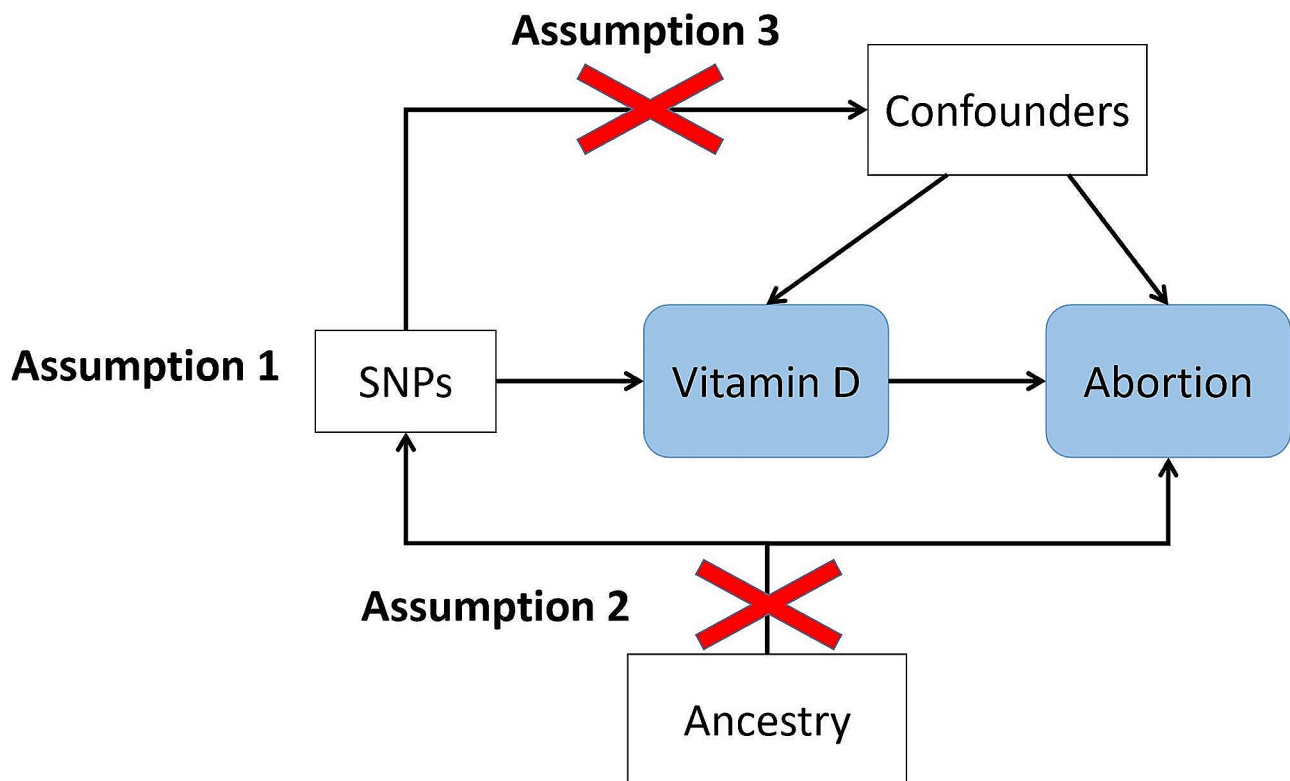 Assumption 3
Confounders
Assumption 1
SNPs
Vitamin D
Abortion
Assumption 2
Ancestry